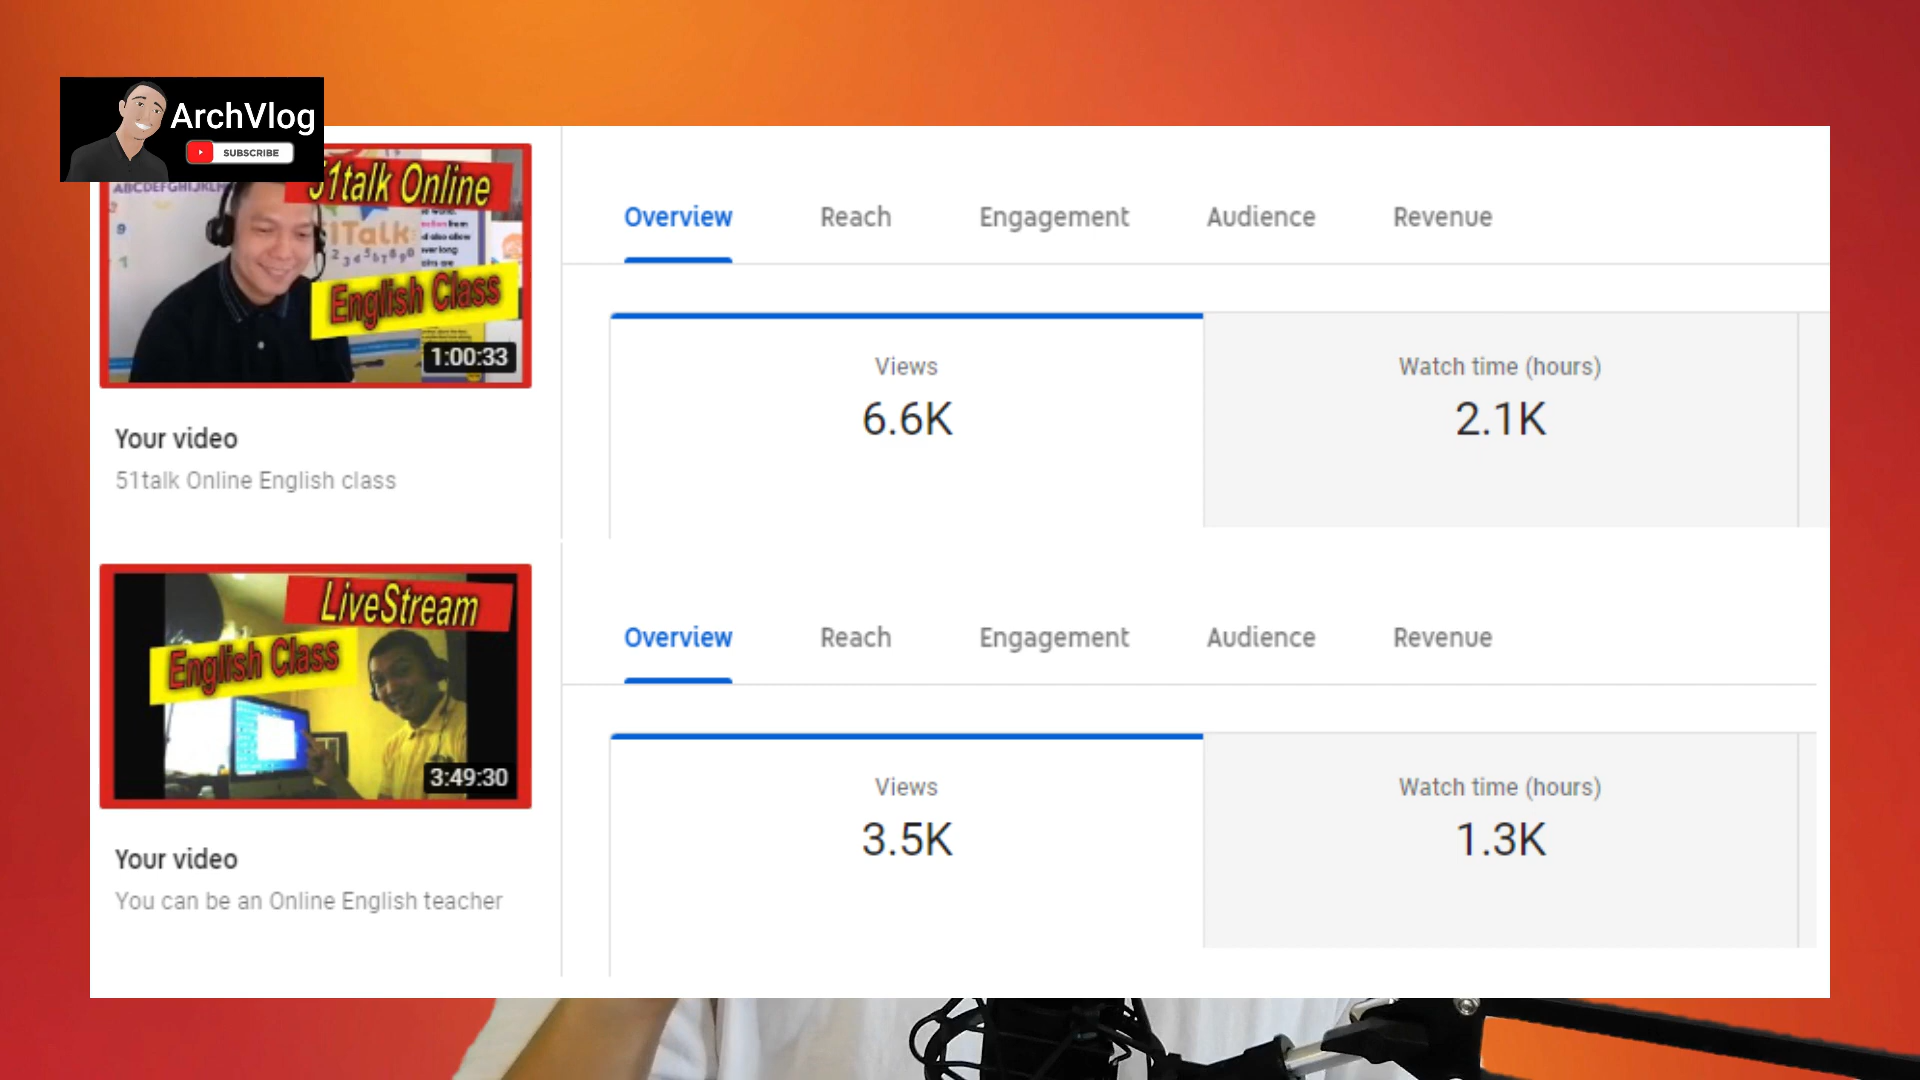 ArchVlog
SUBSCRIBE
ABCDEFGHIJKL
51talk Online
English Class
1:00:33
Your video
51talk Online English class
Overview Reach Engagement Audience Revenue
Views Watch time (hours)
6.6K 2.1K
LiveStream
English Class
3:49:30
Your video
You can be an Online English teacher
Overview Reach Engagement Audience Revenue
Views Watch time (hours)
3.5K 1.3K